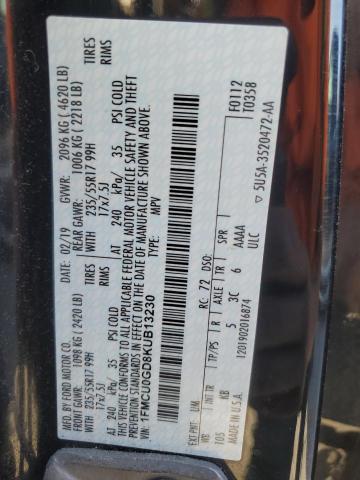 MFD. BY FORD MOTOR CO.
DATE: 02/19 GVWR: 2096 KG ( 4620 LB)
FRONT GAWR: 1098 KG ( 2420 LB) REAR GAWR: 1006 KG ( 2218 LB)
WITH 235/55R17 99H TIRES WITH 235/55R17 99H TIRES
17x7.5J RIMS 17x7.5J RIMS
AT 240 kPa/ 35 PSI COLD AT 240 kPa/ 35 PSI COLD
THIS VEHICLE CONFORMS TO ALL APPLICABLE FEDERAL MOTOR VEHICLE SAFETY AND THEFT PREVENTION STANDARDS IN EFFECT ON THE DATE OF MANUFACTURE SHOWN ABOVE.
VIN: 1FMCU0GD8KUB13230 TYPE: MPV
F0112
T0358
EXT PNT: UM RC: 72 DSO:
WB INT TR TP/PS R AXLE TR SPR
105 KB 5 3C 6 AAAA
MADE IN U.S.A. ULC
1201902016874 5U5A-3520472-AA